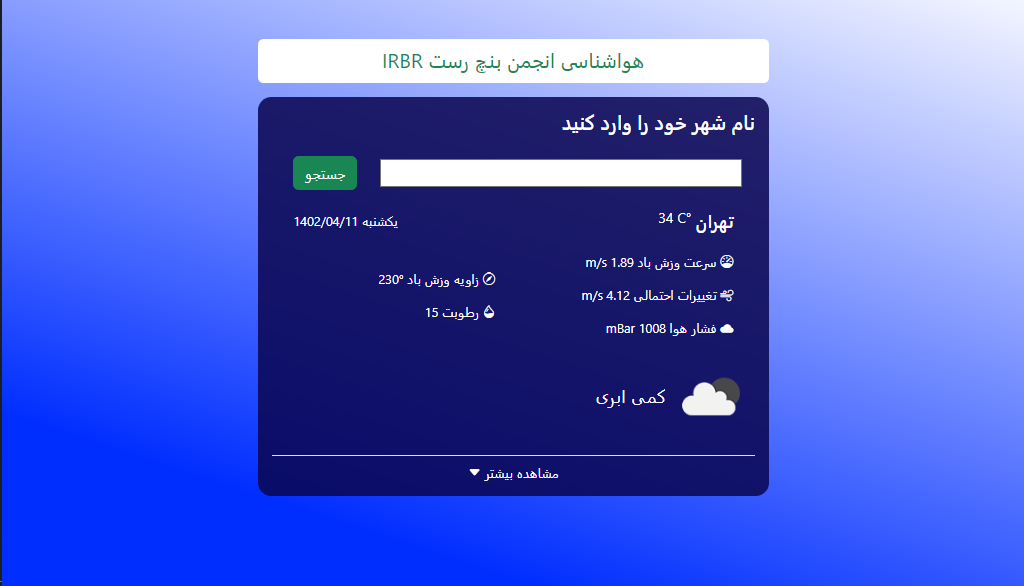 هواشناسی انجمن بنچ رست IRBR
نام شهر خود را وارد کنید
جستجو
تهران 34 C°
یکشنبه 1402/04/11
سرعت وزش باد 1.89 m/s
تغییرات احتمالی 4.12 m/s
فشار هوا 1008 mBar
زاویه وزش باد 230°
رطوبت 15
کمی ابری
مشاهده بیشتر